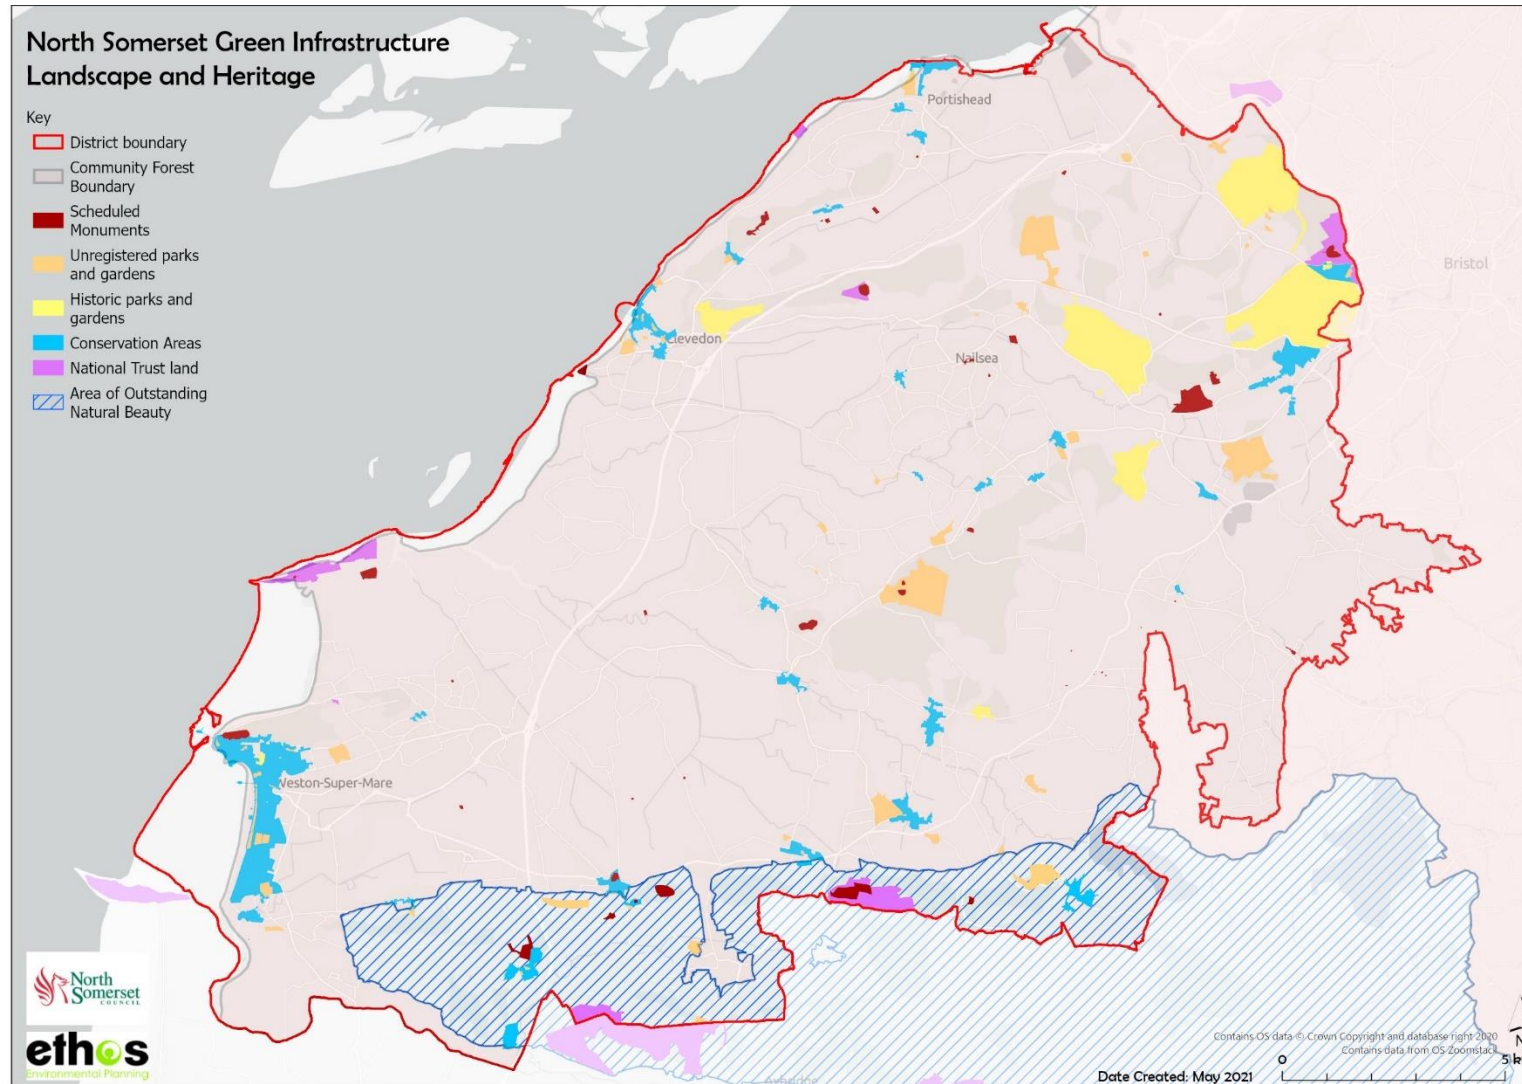 North Somerset Green Infrastructure
Landscape and Heritage
Key
District boundary
Community Forest
Boundary
Scheduled
Monuments
Unregistered parks
and gardens
Historic parks and
gardens
Conservation Areas
National Trust land
Area of Outstanding
Natural Beauty
Portishead
Bristol
Clevedon
Nailsea
Weston-Super-Mare
North
Somerset
COUNCIL
ethos
Environmental Planning
Contains OS data © Crown Copyright and database right 2020
Contains data from OS Zoomstack
N
0 5 k
Axbridge
Date Created: May 2021